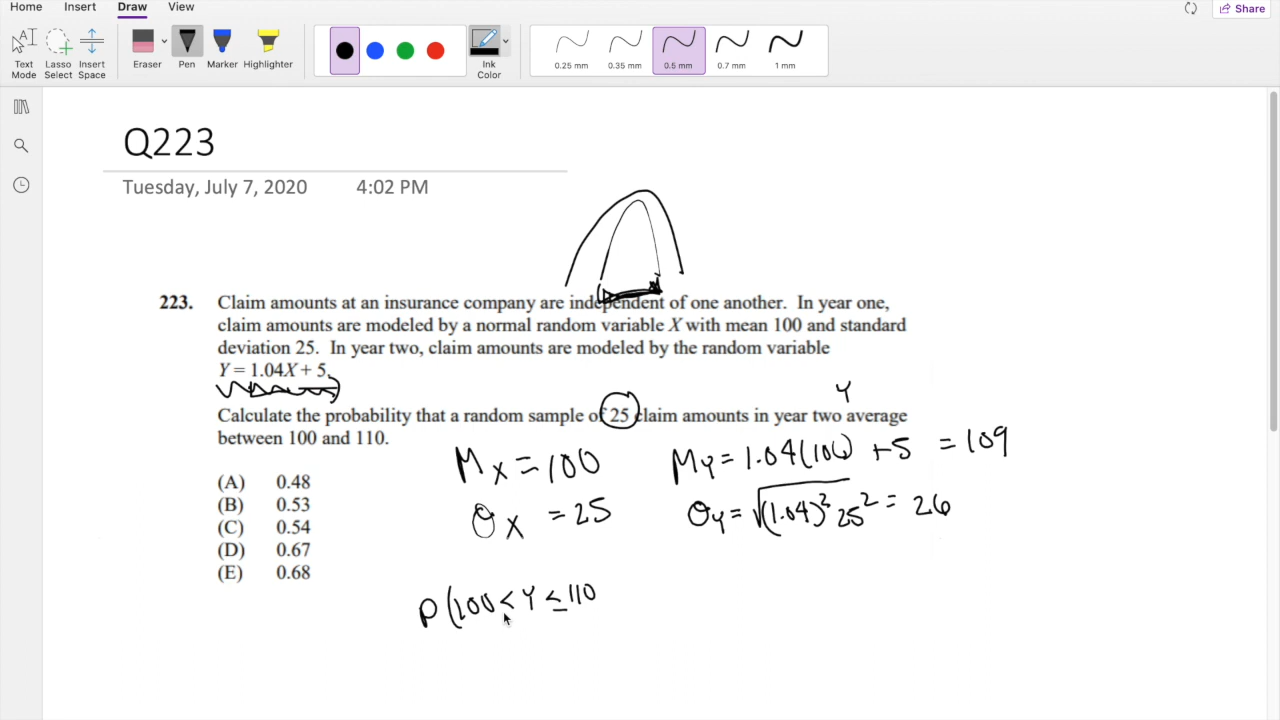 Home Insert Draw View
Share
Text Mode
Lasso Select
Insert Space
Eraser
Pen
Marker
Highlighter
Ink Color
0.25 mm
0.35 mm
0.5 mm
0.7 mm
1 mm
Q223
Tuesday, July 7, 2020 4:02 PM
223. Claim amounts at an insurance company are independent of one another. In year one,
claim amounts are modeled by a normal random variable X with mean 100 and standard
deviation 25. In year two, claim amounts are modeled by the random variable
Y = 1.04X + 5.
Y
Calculate the probability that a random sample of 25 claim amounts in year two average
between 100 and 110.
(A) 0.48
(B) 0.53
(C) 0.54
(D) 0.67
(E) 0.68
Mx = 100
My = 1.04(100) + 5 = 109
σx = 25
σy = √(1.04)² 25² = 26
P(100 < Y ≤ 110